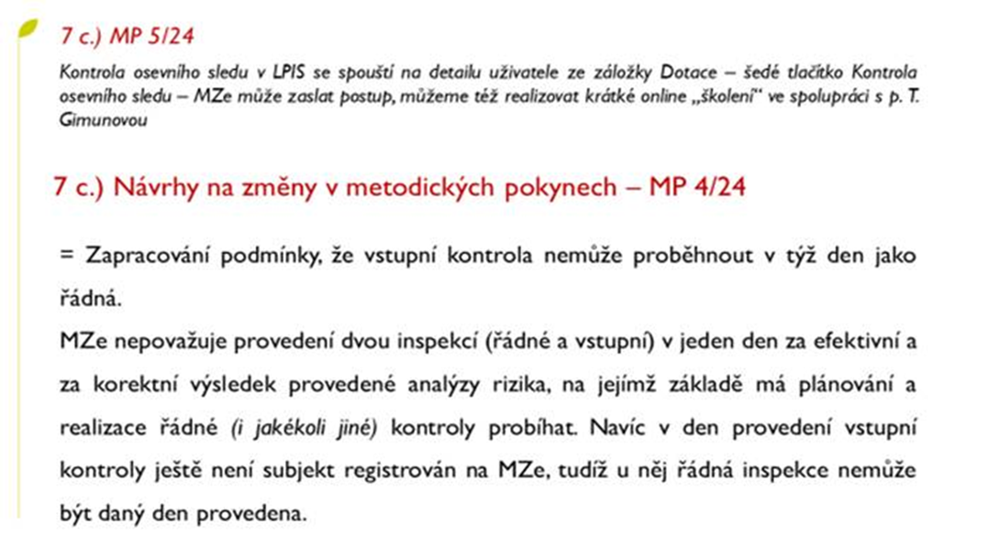 7 c.) MP 5/24
Kontrola osevního sledu v LPIS se spouští na detailu uživatele ze záložky Dotace – šedé tlačítko Kontrola
osevního sledu – MZe může zaslat postup, můžeme též realizovat krátké online „školení“ ve spolupráci s p. T.
Gimunovou
7 c.) Návrhy na změny v metodických pokynech – MP 4/24
= Zapracování podmínky, že vstupní kontrola nemůže proběhnout v týž den jako
řádná.
MZe nepovažuje provedení dvou inspekcí (řádné a vstupní) v jeden den za efektivní a
za korektní výsledek provedené analýzy rizika, na jejímž základě má plánování a
realizace řádné (i jakékoli jiné) kontroly probíhat. Navíc v den provedení vstupní
kontroly ještě není subjekt registrován na MZe, tudíž u něj řádná inspekce nemůže
být daný den provedena.